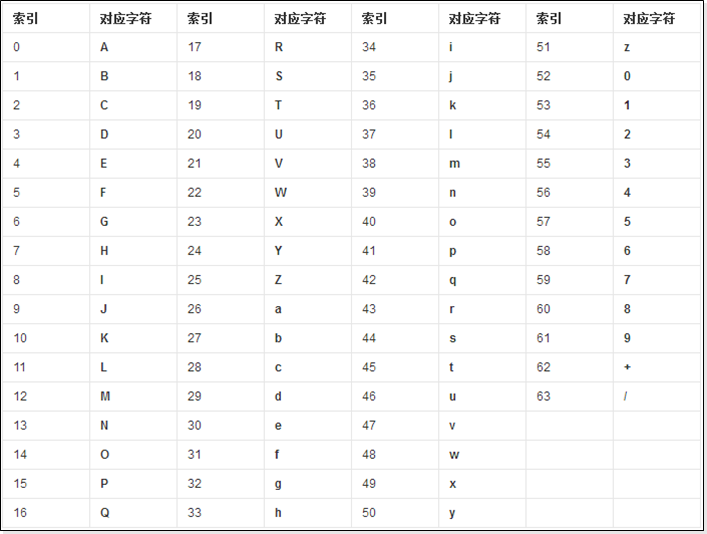 索引 对应字符 索引 对应字符 索引 对应字符 索引 对应字符
0 A 17 R 34 i 51 z
1 B 18 S 35 j 52 0
2 C 19 T 36 k 53 1
3 D 20 U 37 l 54 2
4 E 21 V 38 m 55 3
5 F 22 W 39 n 56 4
6 G 23 X 40 o 57 5
7 H 24 Y 41 p 58 6
8 I 25 Z 42 q 59 7
9 J 26 a 43 r 60 8
10 K 27 b 44 s 61 9
11 L 28 c 45 t 62 +
12 M 29 d 46 u 63 /
13 N 30 e 47 v
14 O 31 f 48 w
15 P 32 g 49 x
16 Q 33 h 50 y